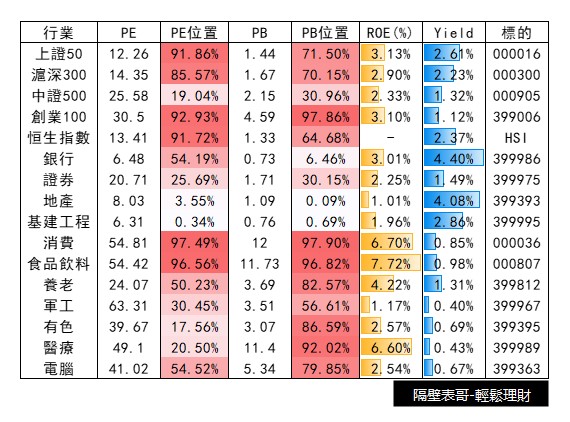 行業 PE PE位置 PB PB位置 ROE(%) Yield 標的
上證50 12.26 91.86% 1.44 71.50% 3.13% 2.61% 000016
滬深300 14.35 85.57% 1.67 70.15% 2.90% 2.23% 000300
中證500 25.58 19.04% 2.15 30.96% 2.33% 1.32% 000905
創業100 30.5 92.93% 4.59 97.86% 3.10% 1.12% 399006
恒生指數 13.41 91.72% 1.33 64.68% - 2.37% HSI
銀行 6.48 54.19% 0.73 6.46% 3.01% 4.40% 399986
證劵 20.71 25.69% 1.71 30.15% 2.25% 1.49% 399975
地產 8.03 3.55% 1.01 0.09% 1.01% 4.08% 399393
基建工程 6.31 0.34% 0.76 0.69% 1.96% 2.86% 399995
消費 54.81 97.49% 12 97.90% 6.70% 0.85% 000036
食品飲料 54.42 96.56% 11.73 96.82% 7.72% 0.98% 000807
養老 24.07 50.23% 3.69 82.57% 4.22% 1.31% 399812
軍工 63.31 30.45% 3.51 56.61% 1.17% 0.40% 399967
有色 39.67 17.56% 3.07 86.59% 2.57% 0.69% 399395
醫療 49.1 20.50% 11.4 92.02% 6.60% 0.43% 399989
電腦 41.02 54.52% 5.34 79.85% 2.54% 0.67% 399363
隔壁表哥-輕鬆理財